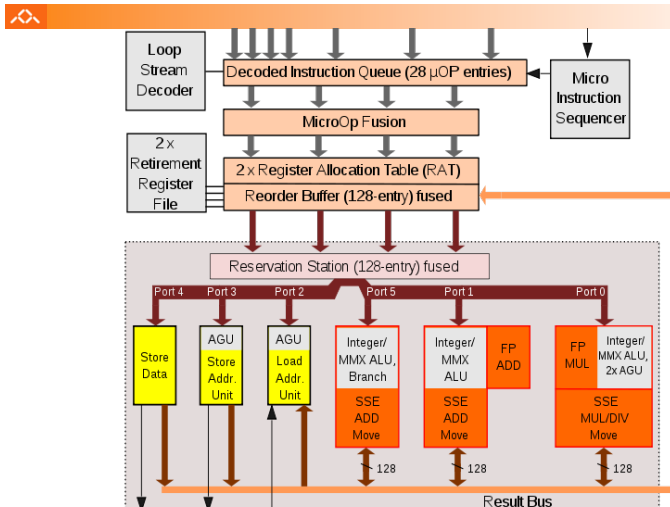 Loop
Stream
Decoder
Decoded Instruction Queue (28 µOP entries)
Micro
Instruction
Sequencer
MicroOp Fusion
2 x
Retirement
Register
File
2 x Register Allocation Table (RAT)
Reorder Buffer (128-entry) fused
Reservation Station (128-entry) fused
Port 4
Port 3
Port 2
Port 5
Port 1
Port 0
Store
Data
AGU
Store
Addr.
Unit
AGU
Load
Addr.
Unit
Integer/
MMX ALU,
Branch
SSE
ADD
Move
Integer/
MMX
ALU
FP
ADD
SSE
ADD
Move
FP
MUL
Integer/
MMX ALU,
2x AGU
SSE
MUL/DIV
Move
128
128
128
Result Bus